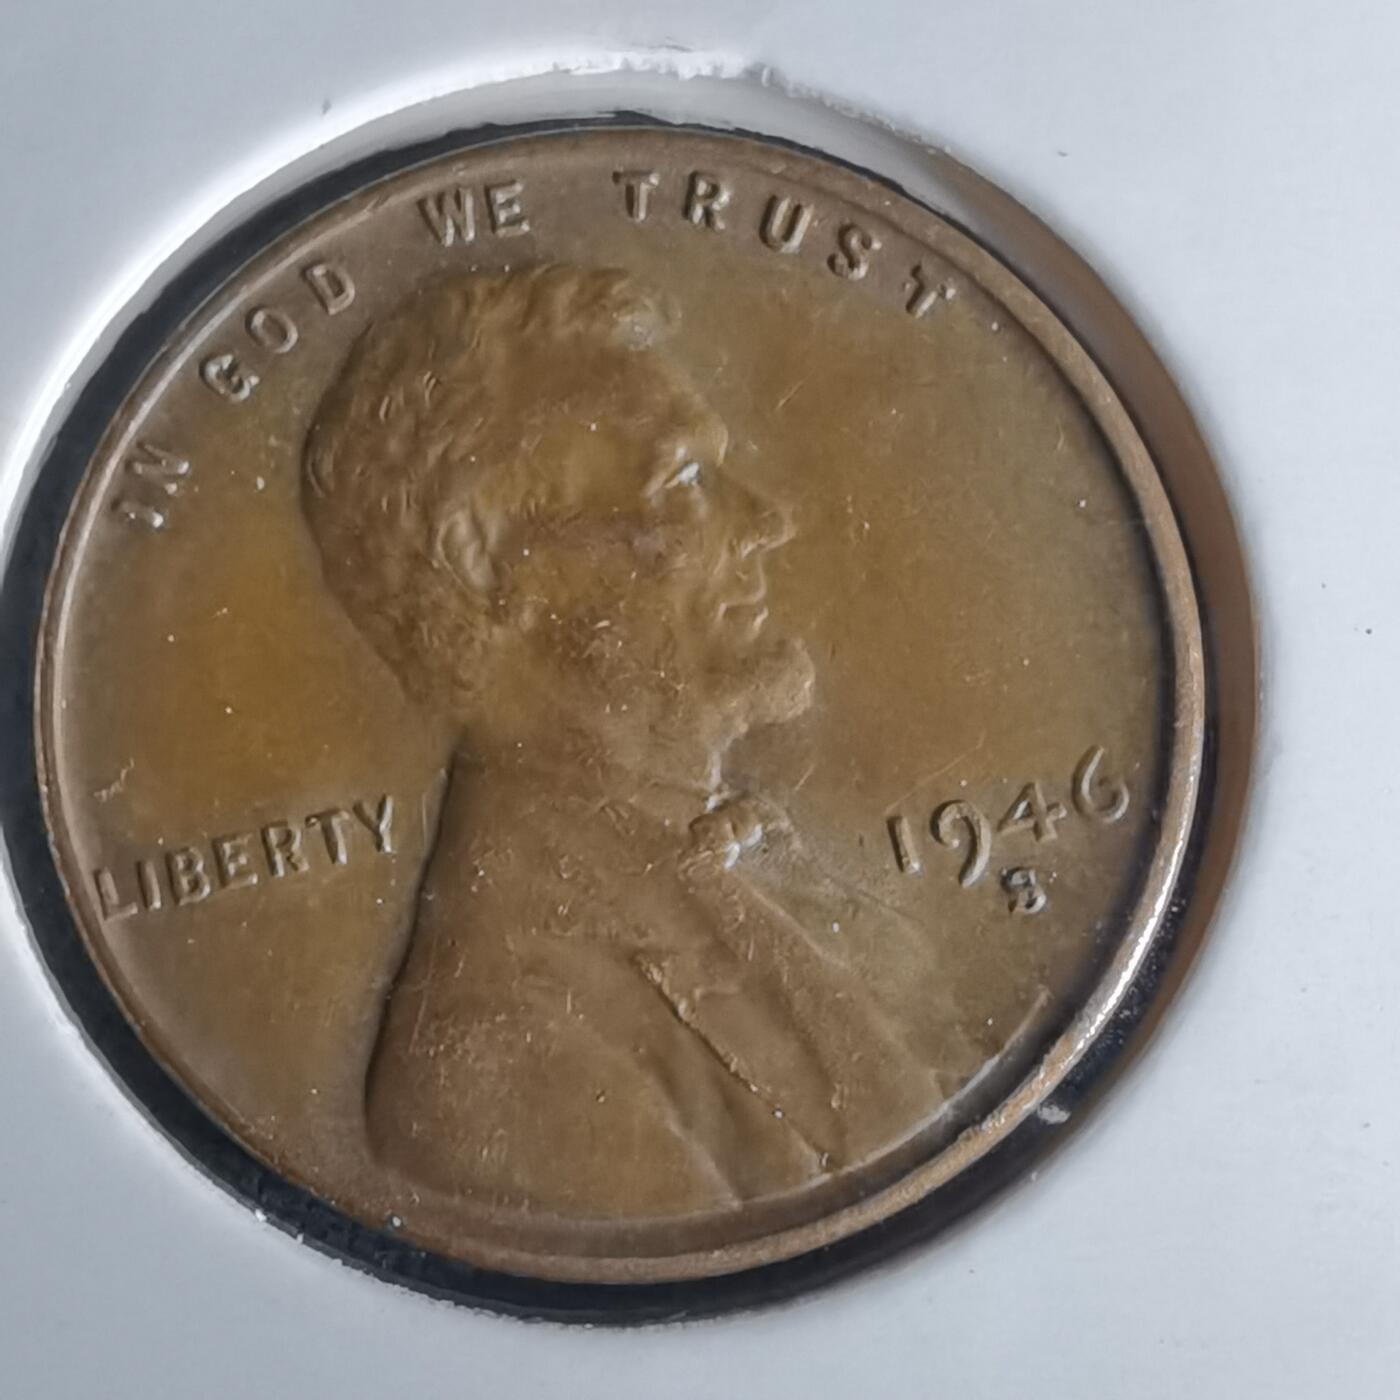 IN GOD WE TRUST
LIBERTY
1946
S